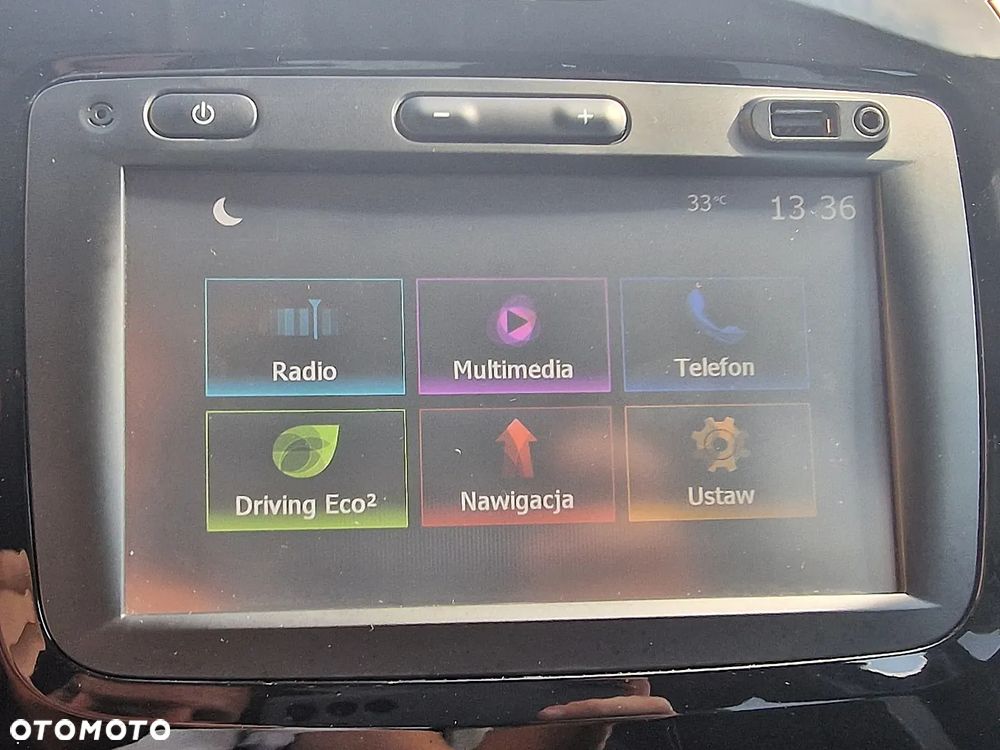 33°C 13:36
Radio Multimedia Telefon
Driving Eco² Nawigacja Ustaw
OTOMOTO